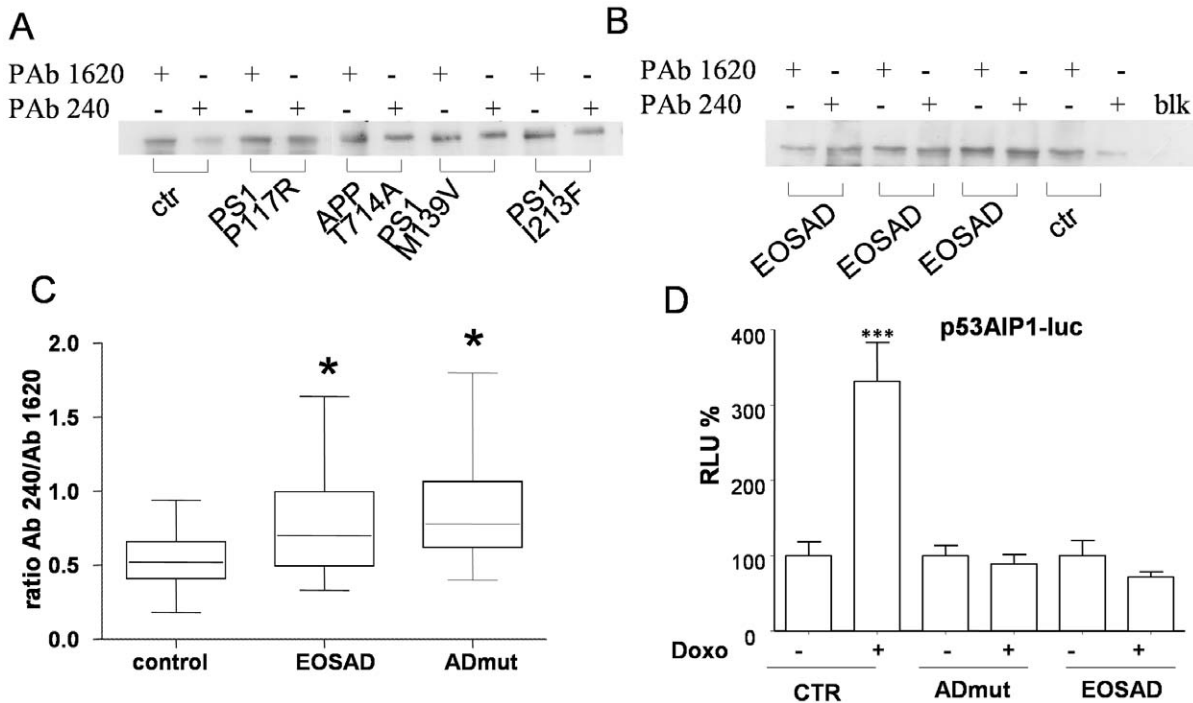 A
PAb 1620 + - + - + - + - + -
PAb 240 - + - + - + - + - +
ctr
PS1 P117R
APP T714A
PS1 M139V
PS1 I213F
B
PAb 1620 + - + - + - + -
PAb 240 - + - + - + - + blk
EOSAD EOSAD EOSAD ctr
C
ratio Ab 240/Ab 1620
2.0
1.5
1.0
0.5
0.0
* *
control EOSAD ADmut
D
p53AIP1-luc
RLU %
400
300
200
100
0
***
Doxo - + - + - +
CTR ADmut EOSAD